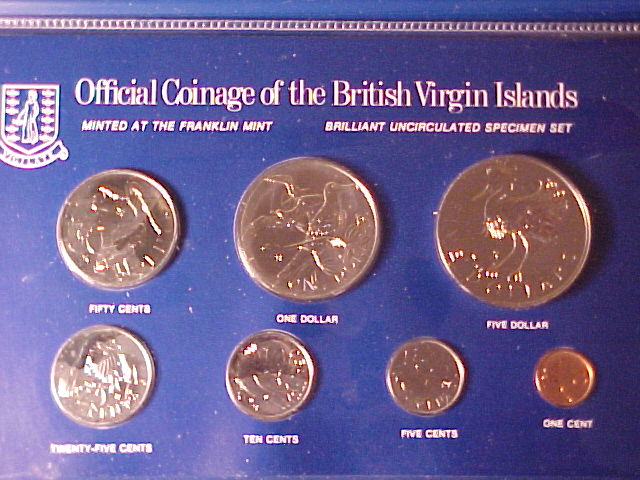 Official Coinage of the British Virgin Islands
MINTED AT THE FRANKLIN MINT
BRILLIANT UNCIRCULATED SPECIMEN SET
VIGILATE
FIFTY CENTS
ONE DOLLAR
FIVE DOLLAR
TWENTY-FIVE CENTS
TEN CENTS
FIVE CENTS
ONE CENT